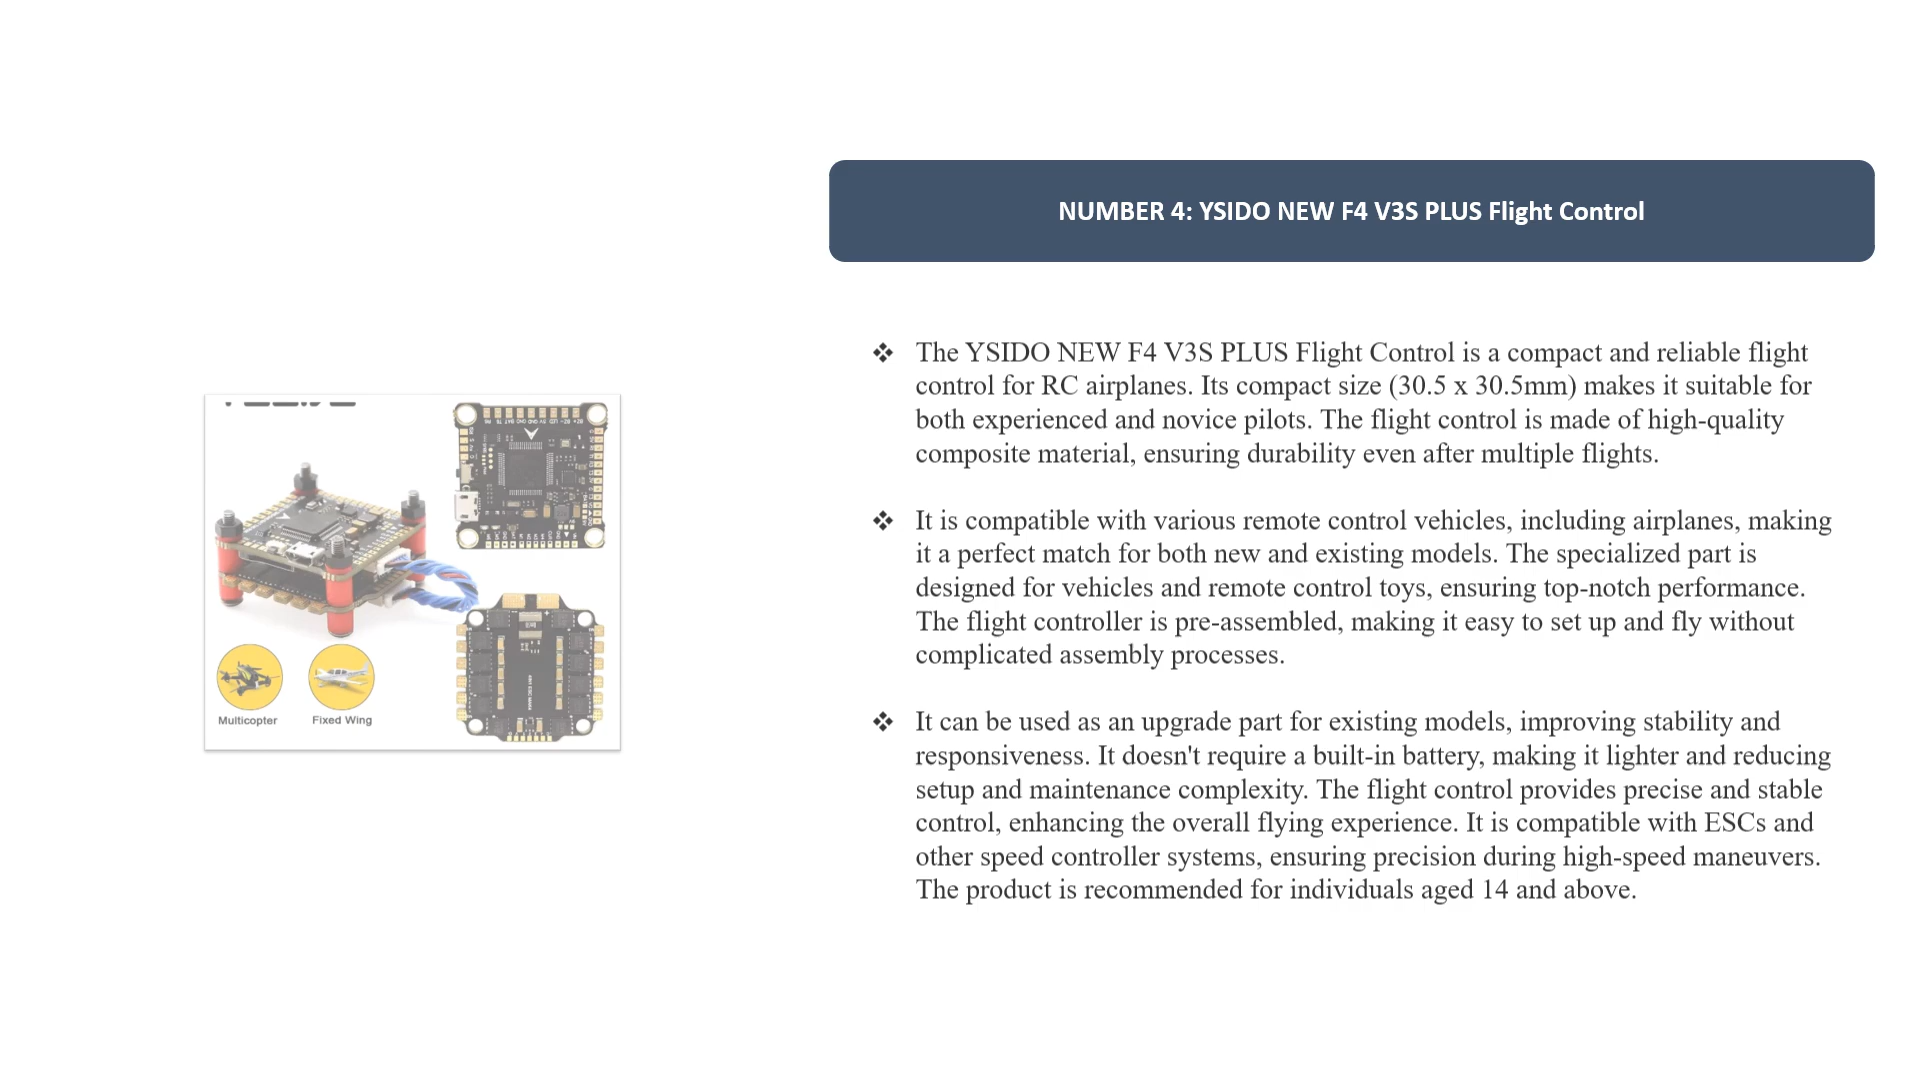 NUMBER 4: YSIDO NEW F4 V3S PLUS Flight Control
❖ The YSIDO NEW F4 V3S PLUS Flight Control is a compact and reliable flight
control for RC airplanes. Its compact size (30.5 x 30.5mm) makes it suitable for
both experienced and novice pilots. The flight control is made of high-quality
composite material, ensuring durability even after multiple flights.
❖ It is compatible with various remote control vehicles, including airplanes, making
it a perfect match for both new and existing models. The specialized part is
designed for vehicles and remote control toys, ensuring top-notch performance.
The flight controller is pre-assembled, making it easy to set up and fly without
complicated assembly processes.
❖ It can be used as an upgrade part for existing models, improving stability and
responsiveness. It doesn't require a built-in battery, making it lighter and reducing
setup and maintenance complexity. The flight control provides precise and stable
control, enhancing the overall flying experience. It is compatible with ESCs and
other speed controller systems, ensuring precision during high-speed maneuvers.
The product is recommended for individuals aged 14 and above.
Multicopter
Fixed Wing